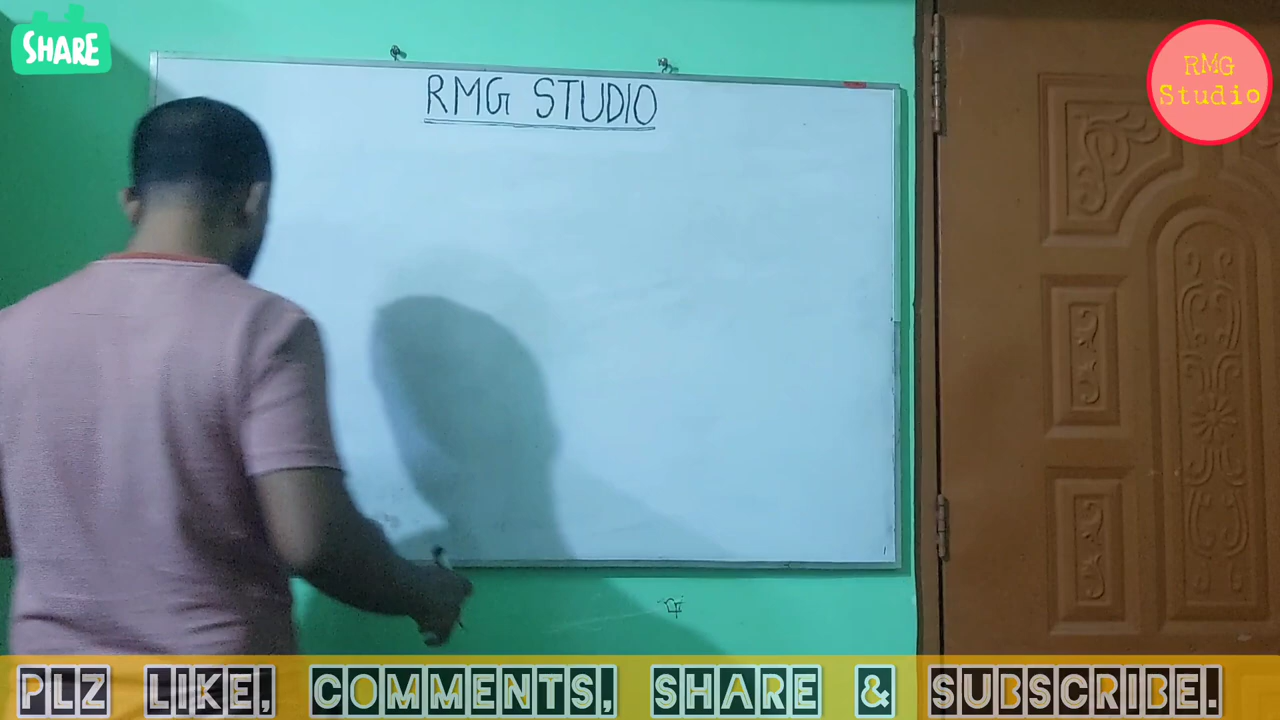 SHARE
RMG STUDIO
RMG
Studio
PLZ LIKE, COMMENTS, SHARE & SUBSCRIBE.